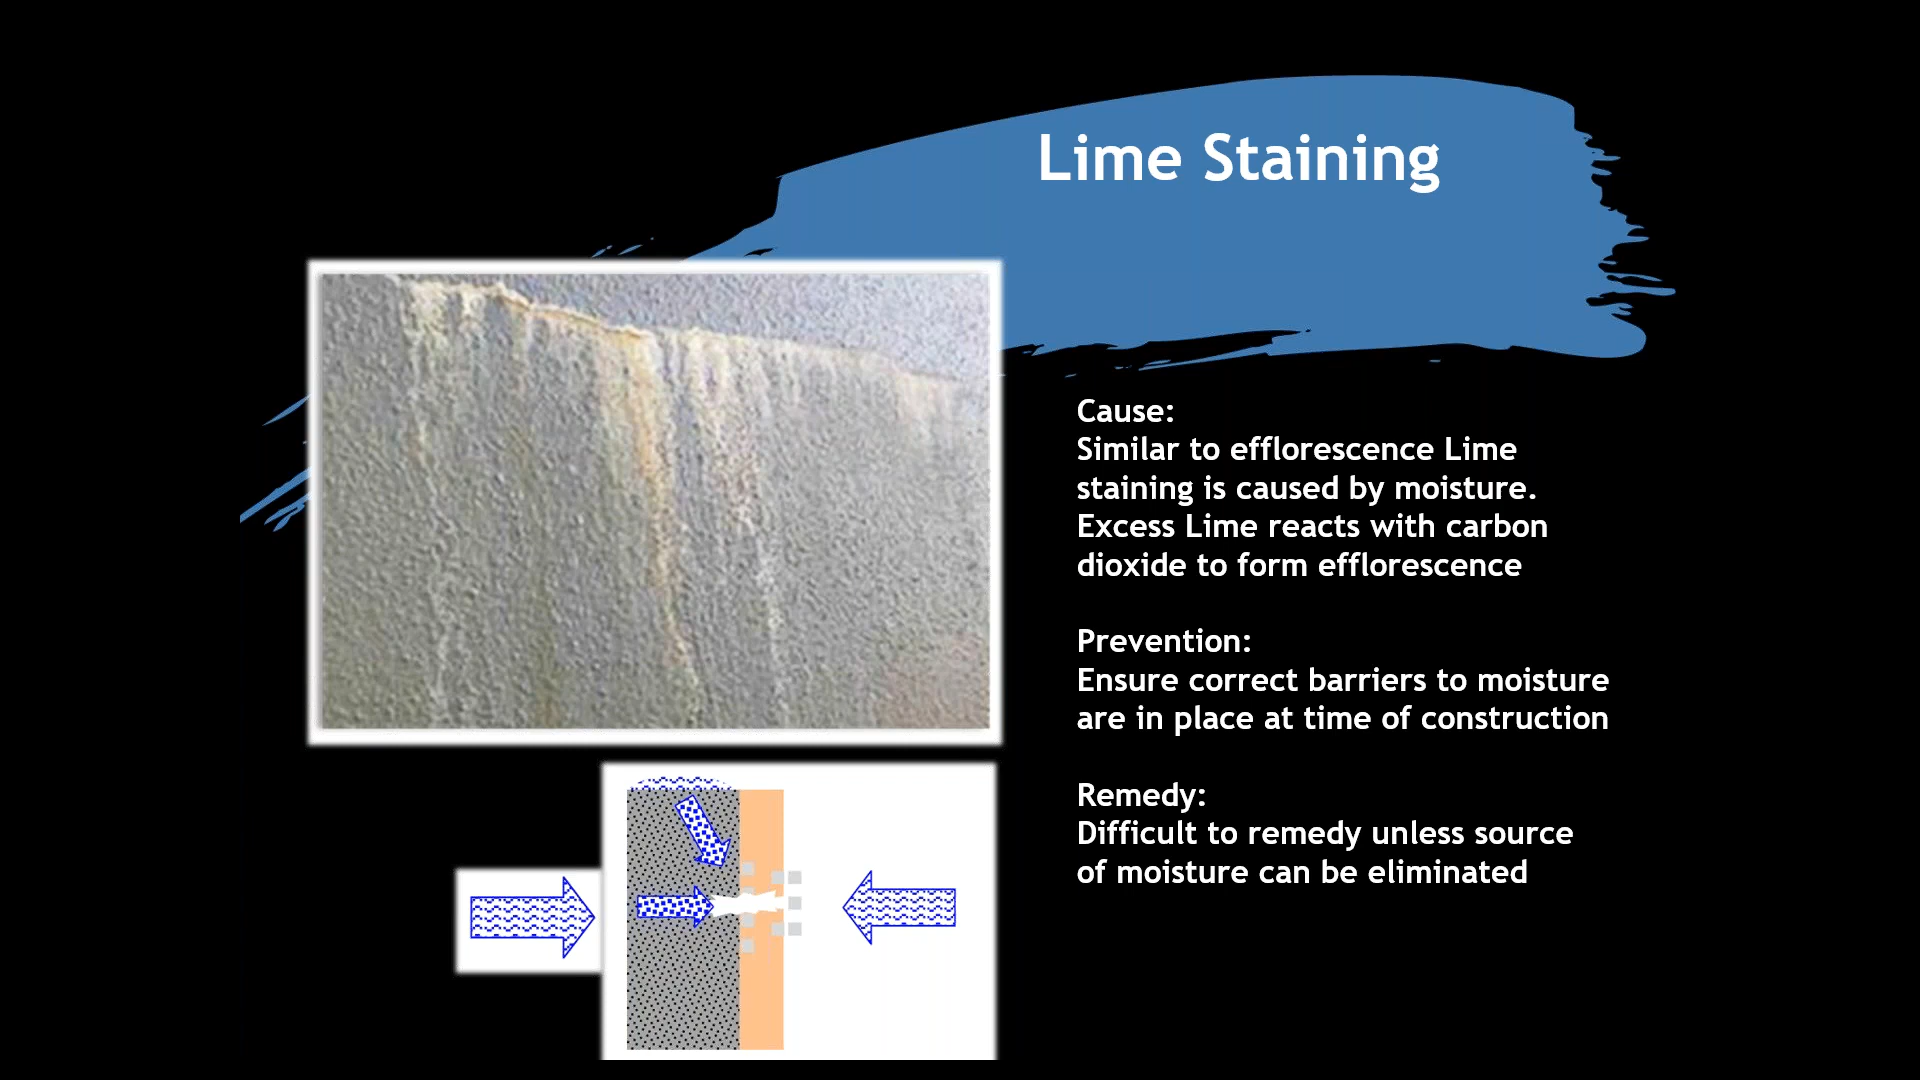 Lime Staining
Cause:
Similar to efflorescence Lime
staining is caused by moisture.
Excess Lime reacts with carbon
dioxide to form efflorescence
Prevention:
Ensure correct barriers to moisture
are in place at time of construction
Remedy:
Difficult to remedy unless source
of moisture can be eliminated